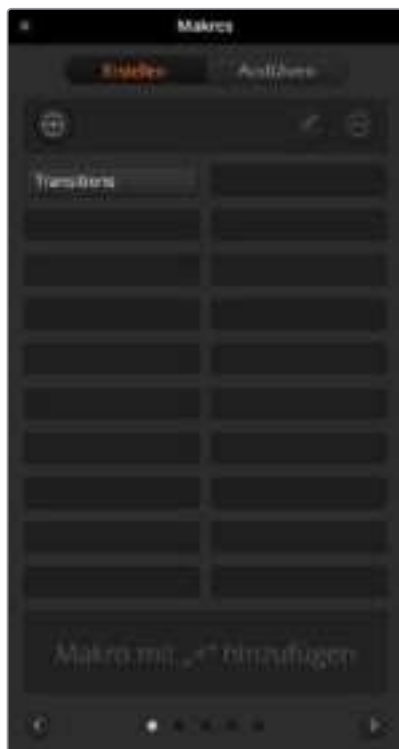 Makros
Erstellen Ausführen
Transitions
Makro mit „+“ hinzufügen